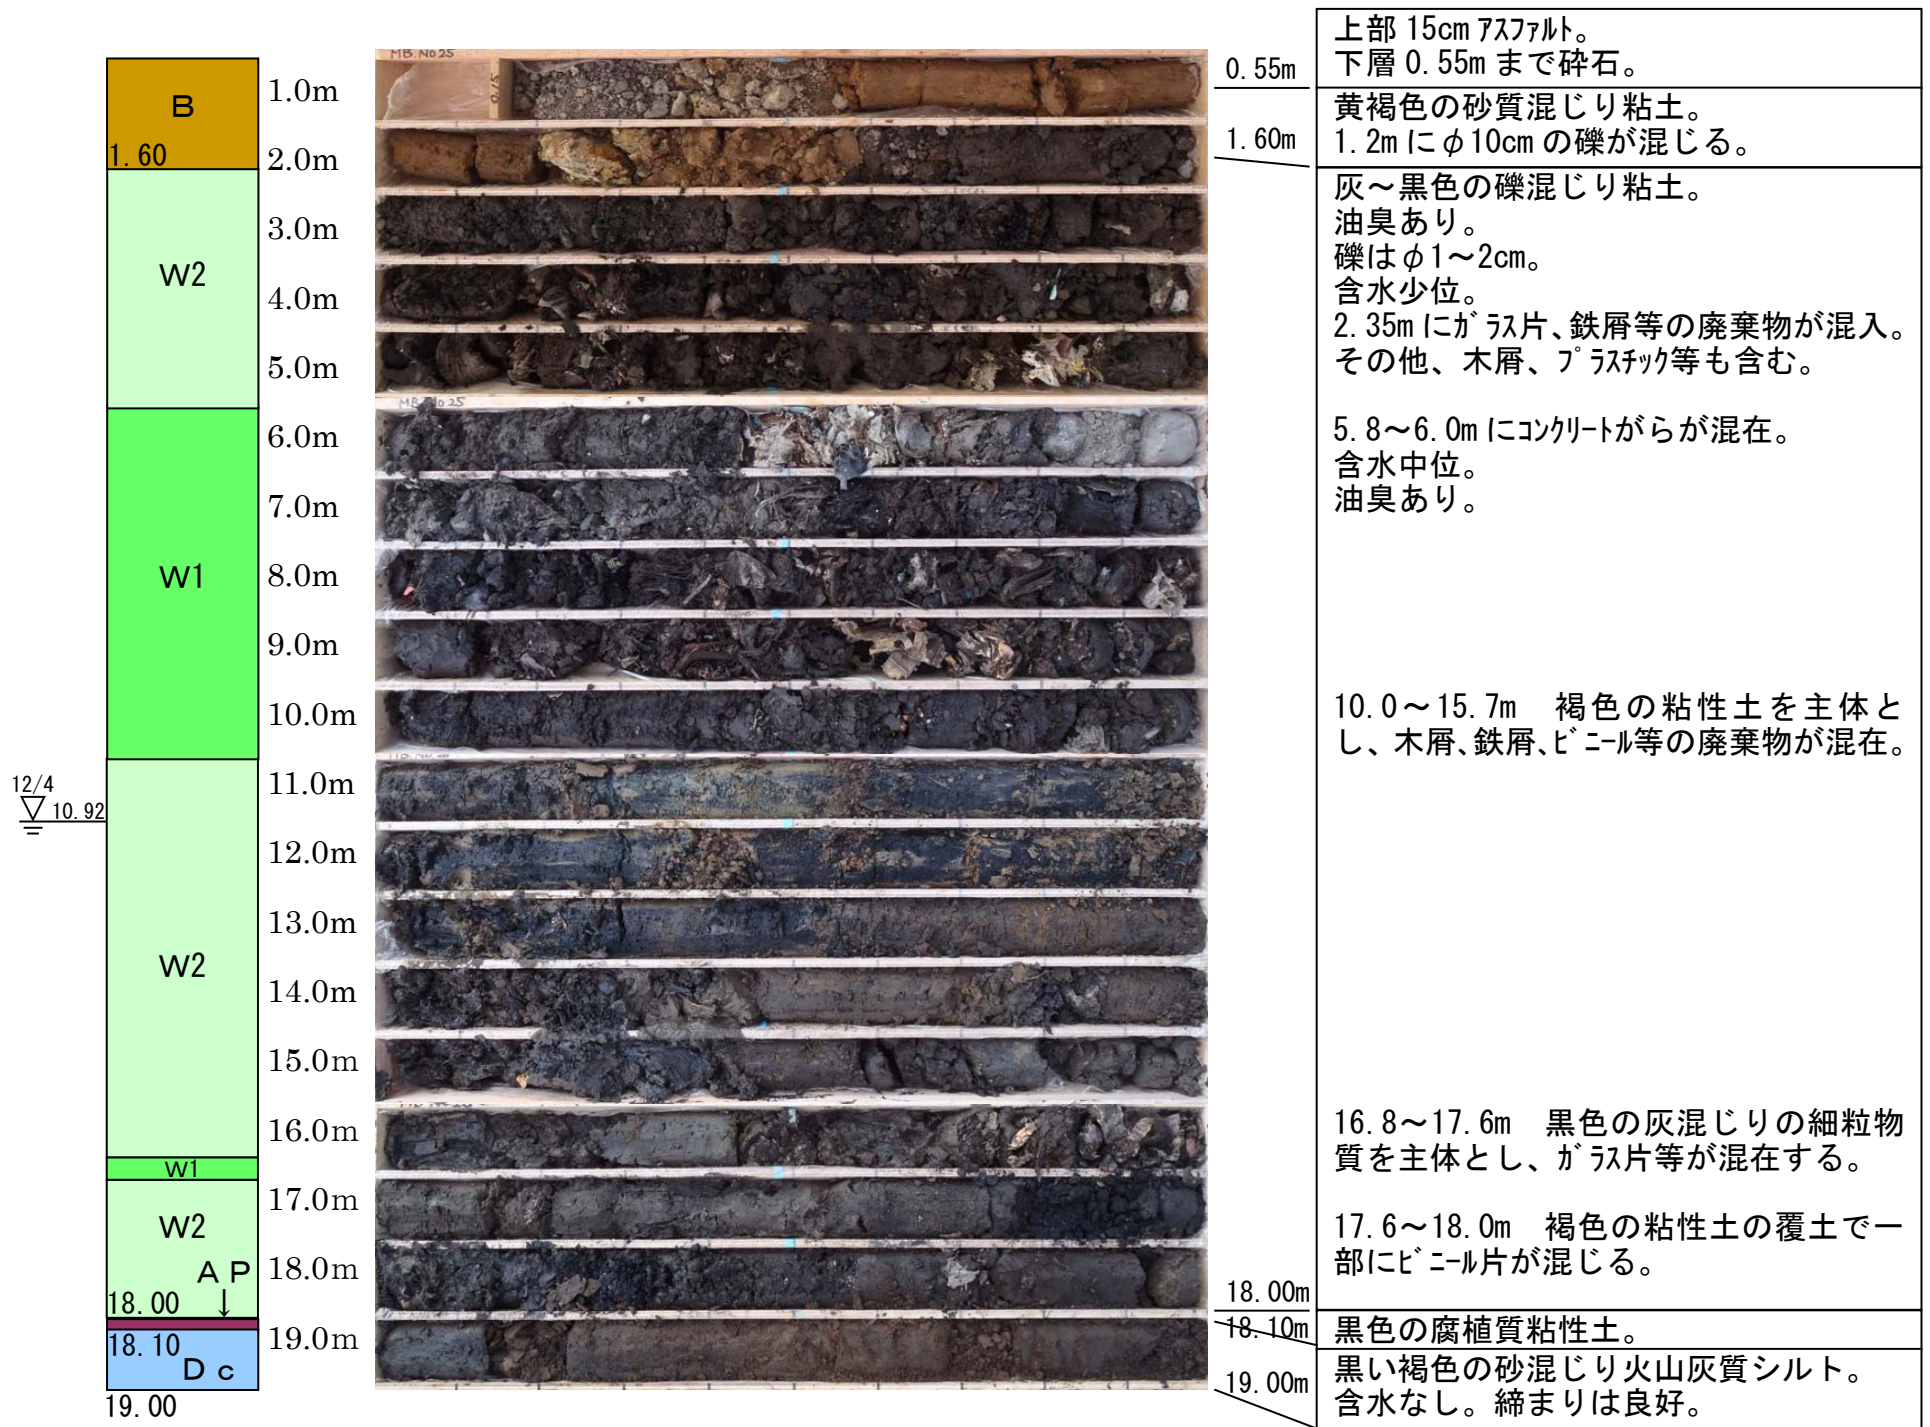 B
1.60
W2
W1
12/4
10.92
W2
W1
W2
AP
↓
18.00
18.10
Dc
19.00
1.0m
2.0m
3.0m
4.0m
5.0m
6.0m
7.0m
8.0m
9.0m
10.0m
11.0m
12.0m
13.0m
14.0m
15.0m
16.0m
17.0m
18.0m
19.0m
MB.No 25
MB.No 25
0.55m
1.60m
18.00m
18.10m
19.00m
上部 15cm ｱｽﾌｧﾙﾄ。
下層 0.55m まで砕石。
黄褐色の砂質混じり粘土。
1.2m にφ10cm の礫が混じる。
灰～黒色の礫混じり粘土。
油臭あり。
礫はφ1～2cm。
含水少位。
2.35m にｶﾞﾗｽ片、鉄屑等の廃棄物が混入。
その他、木屑、ﾌﾟﾗｽﾁｯｸ等も含む。
5.8～6.0m にｺﾝｸﾘｰﾄがらが混在。
含水中位。
油臭あり。
10.0～15.7m　褐色の粘性土を主体と
し、木屑、鉄屑、ﾋﾞﾆｰﾙ等の廃棄物が混在。
16.8～17.6m　黒色の灰混じりの細粒物
質を主体とし、ｶﾞﾗｽ片等が混在する。
17.6～18.0m　褐色の粘性土の覆土で一
部にﾋﾞﾆｰﾙ片が混じる。
黒色の腐植質粘性土。
黒い褐色の砂混じり火山灰質シルト。
含水なし。締まりは良好。